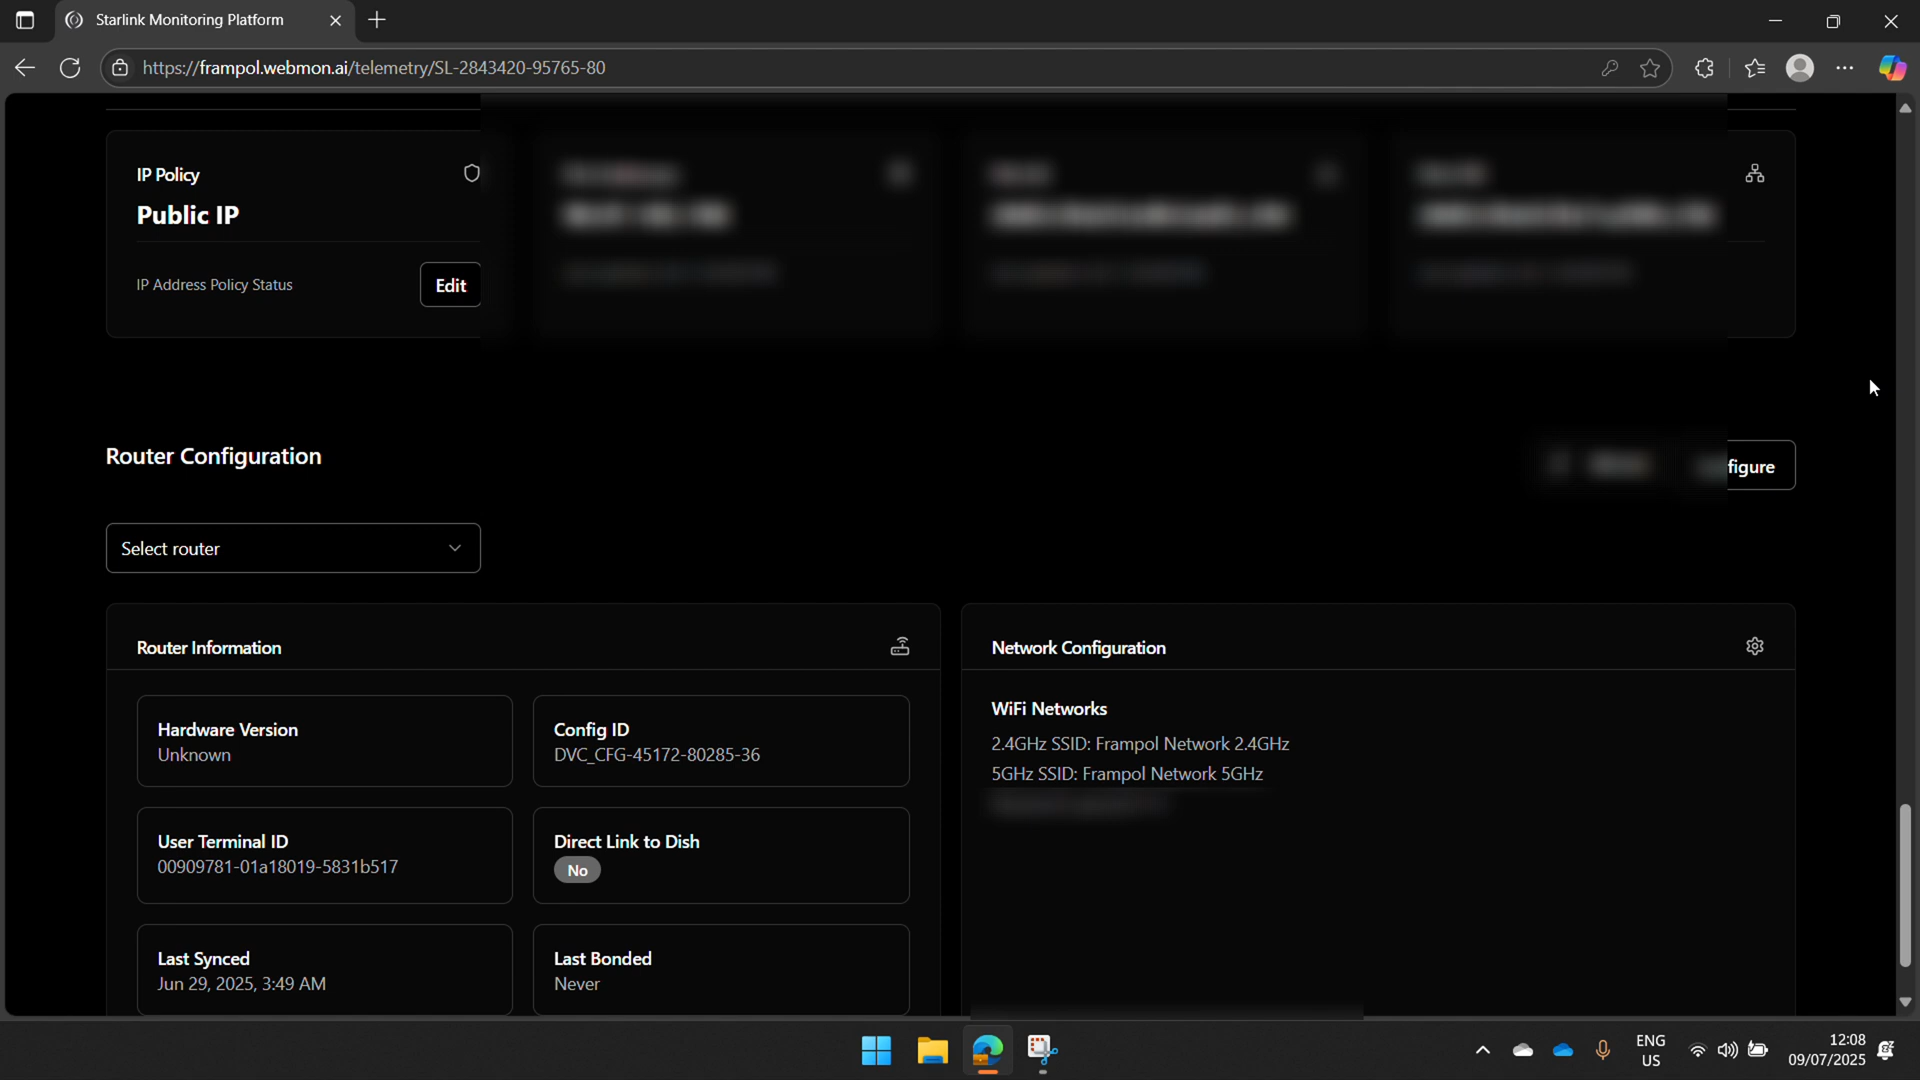 Starlink Monitoring Platform
https://frampol.webmon.ai/telemetry/SL-2843420-95765-80
IP Policy
Public IP
IP Address Policy Status
Edit
Router Configuration
figure
Select router
Router Information
Hardware Version
Unknown
Config ID
DVC_CFG-45172-80285-36
User Terminal ID
00909781-01a18019-5831b517
Direct Link to Dish
No
Last Synced
Jun 29, 2025, 3:49 AM
Last Bonded
Never
Network Configuration
WiFi Networks
2.4GHz SSID: Frampol Network 2.4GHz
5GHz SSID: Frampol Network 5GHz
ENG
US
12:08
09/07/2025